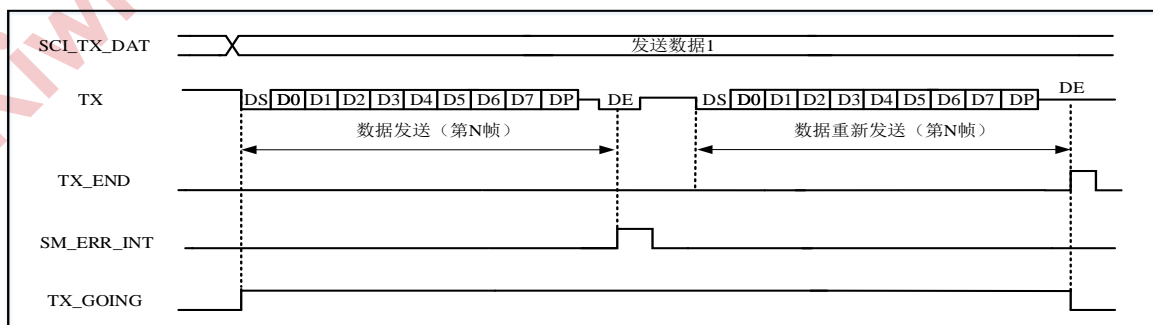 SCI_TX_DAT
发送数据1
TX
DS D0 D1 D2 D3 D4 D5 D6 D7 DP DE DS D0 D1 D2 D3 D4 D5 D6 D7 DP DE
数据发送（第N帧） 数据重新发送（第N帧）
TX_END
SM_ERR_INT
TX_GOING